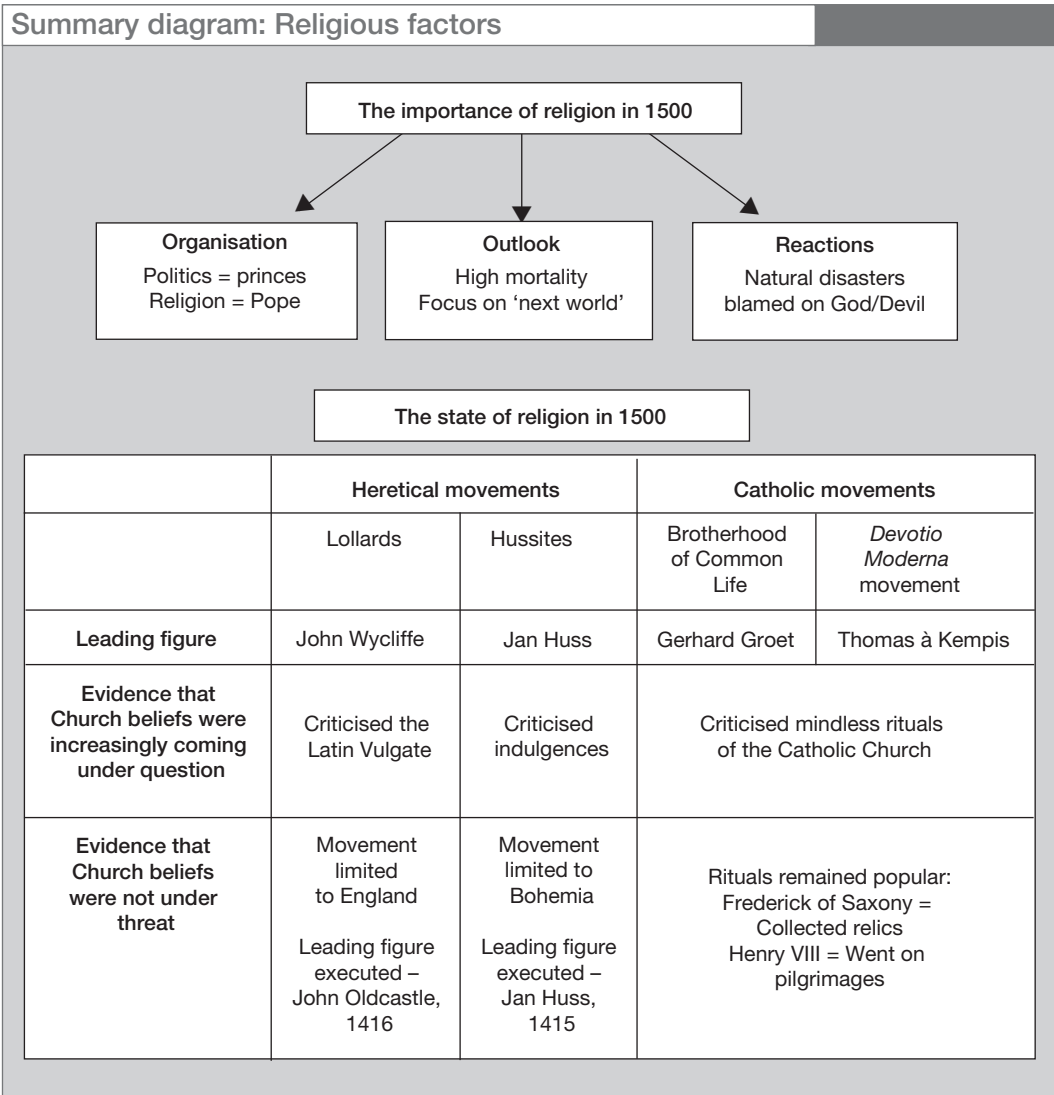 Summary diagram: Religious factors
The importance of religion in 1500
Organisation
Politics = princes
Religion = Pope
Outlook
High mortality
Focus on ‘next world’
Reactions
Natural disasters
blamed on God/Devil
The state of religion in 1500
Heretical movements
Catholic movements
Lollards
Hussites
Brotherhood
of Common
Life
Devotio
Moderna
movement
Leading figure
John Wycliffe
Jan Huss
Gerhard Groet
Thomas à Kempis
Evidence that
Church beliefs were
increasingly coming
under question
Criticised the
Latin Vulgate
Criticised
indulgences
Criticised mindless rituals
of the Catholic Church
Evidence that
Church beliefs
were not under
threat
Movement
limited
to England
Leading figure
executed –
John Oldcastle,
1416
Movement
limited to
Bohemia
Leading figure
executed –
Jan Huss,
1415
Rituals remained popular:
Frederick of Saxony =
Collected relics
Henry VIII = Went on
pilgrimages